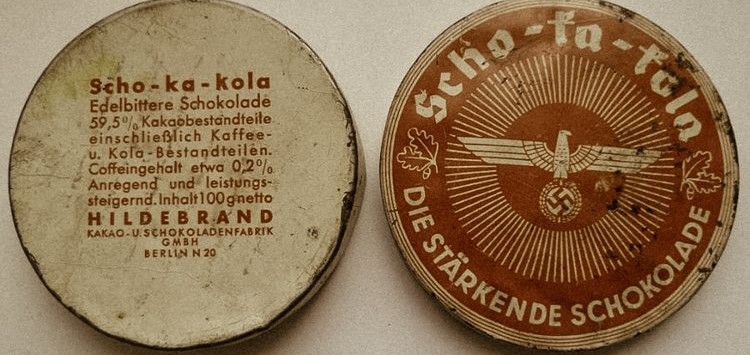 Scho-ka-kola
Edelbittere Schokolade
59,5% Kakaobestandteile
einschließlich Kaffee-
u. Kola-Bestandteilen.
Coffeingehalt etwa 0,2%
Anregend und leistungs-
steigernd. Inhalt 100 g netto
HILDEBRAND
KAKAO-U. SCHOKOLADENFABRIK
GMBH
BERLIN N 20
Scho-ka-kola
DIE STÄRKENDE SCHOKOLADE